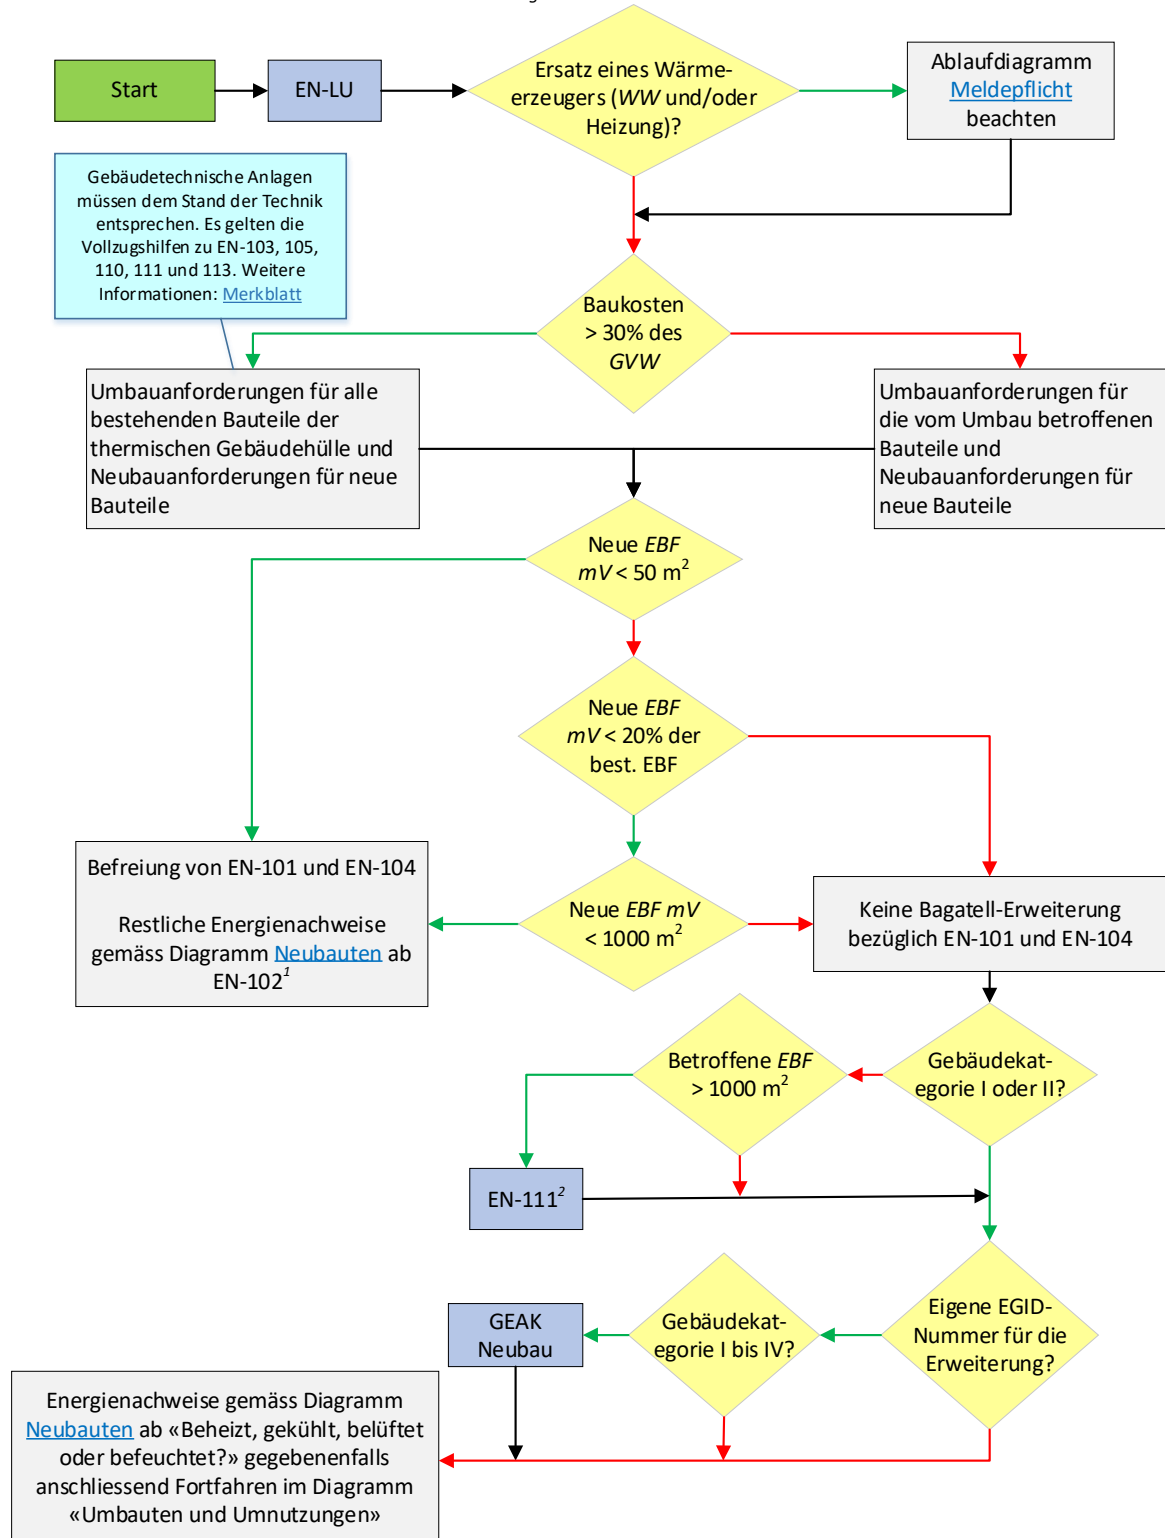 Start
EN-LU
Ersatz eines Wärme-
erzeugers (WW und/oder
Heizung)?
Ablaufdiagramm
Meldepflicht
beachten
Gebäudetechnische Anlagen
müssen dem Stand der Technik
entsprechen. Es gelten die
Vollzugshilfen zu EN-103, 105,
110, 111 und 113. Weitere
Informationen: Merkblatt
Baukosten
> 30% des
GVW
Umbauanforderungen für alle
bestehenden Bauteile der
thermischen Gebäudehülle und
Neubauanforderungen für neue
Bauteile
Umbauanforderungen für
die vom Umbau betroffenen
Bauteile und
Neubauanforderungen für
neue Bauteile
Neue EBF
mV < 50 m²
Neue EBF
mV < 20% der
best. EBF
Befreiung von EN-101 und EN-104
Restliche Energienachweise
gemäss Diagramm Neubauten ab
EN-102¹
Neue EBF mV
< 1000 m²
Keine Bagatell-Erweiterung
bezüglich EN-101 und EN-104
Betroffene EBF
> 1000 m²
Gebäudekat-
egorie I oder II?
EN-111²
GEAK
Neubau
Gebäudekat-
egorie I bis IV?
Eigene EGID-
Nummer für die
Erweiterung?
Energienachweise gemäss Diagramm
Neubauten ab «Beheizt, gekühlt, belüftet
oder befeuchtet?» gegebenenfalls
anschliessend Fortfahren im Diagramm
«Umbauten und Umnutzungen»